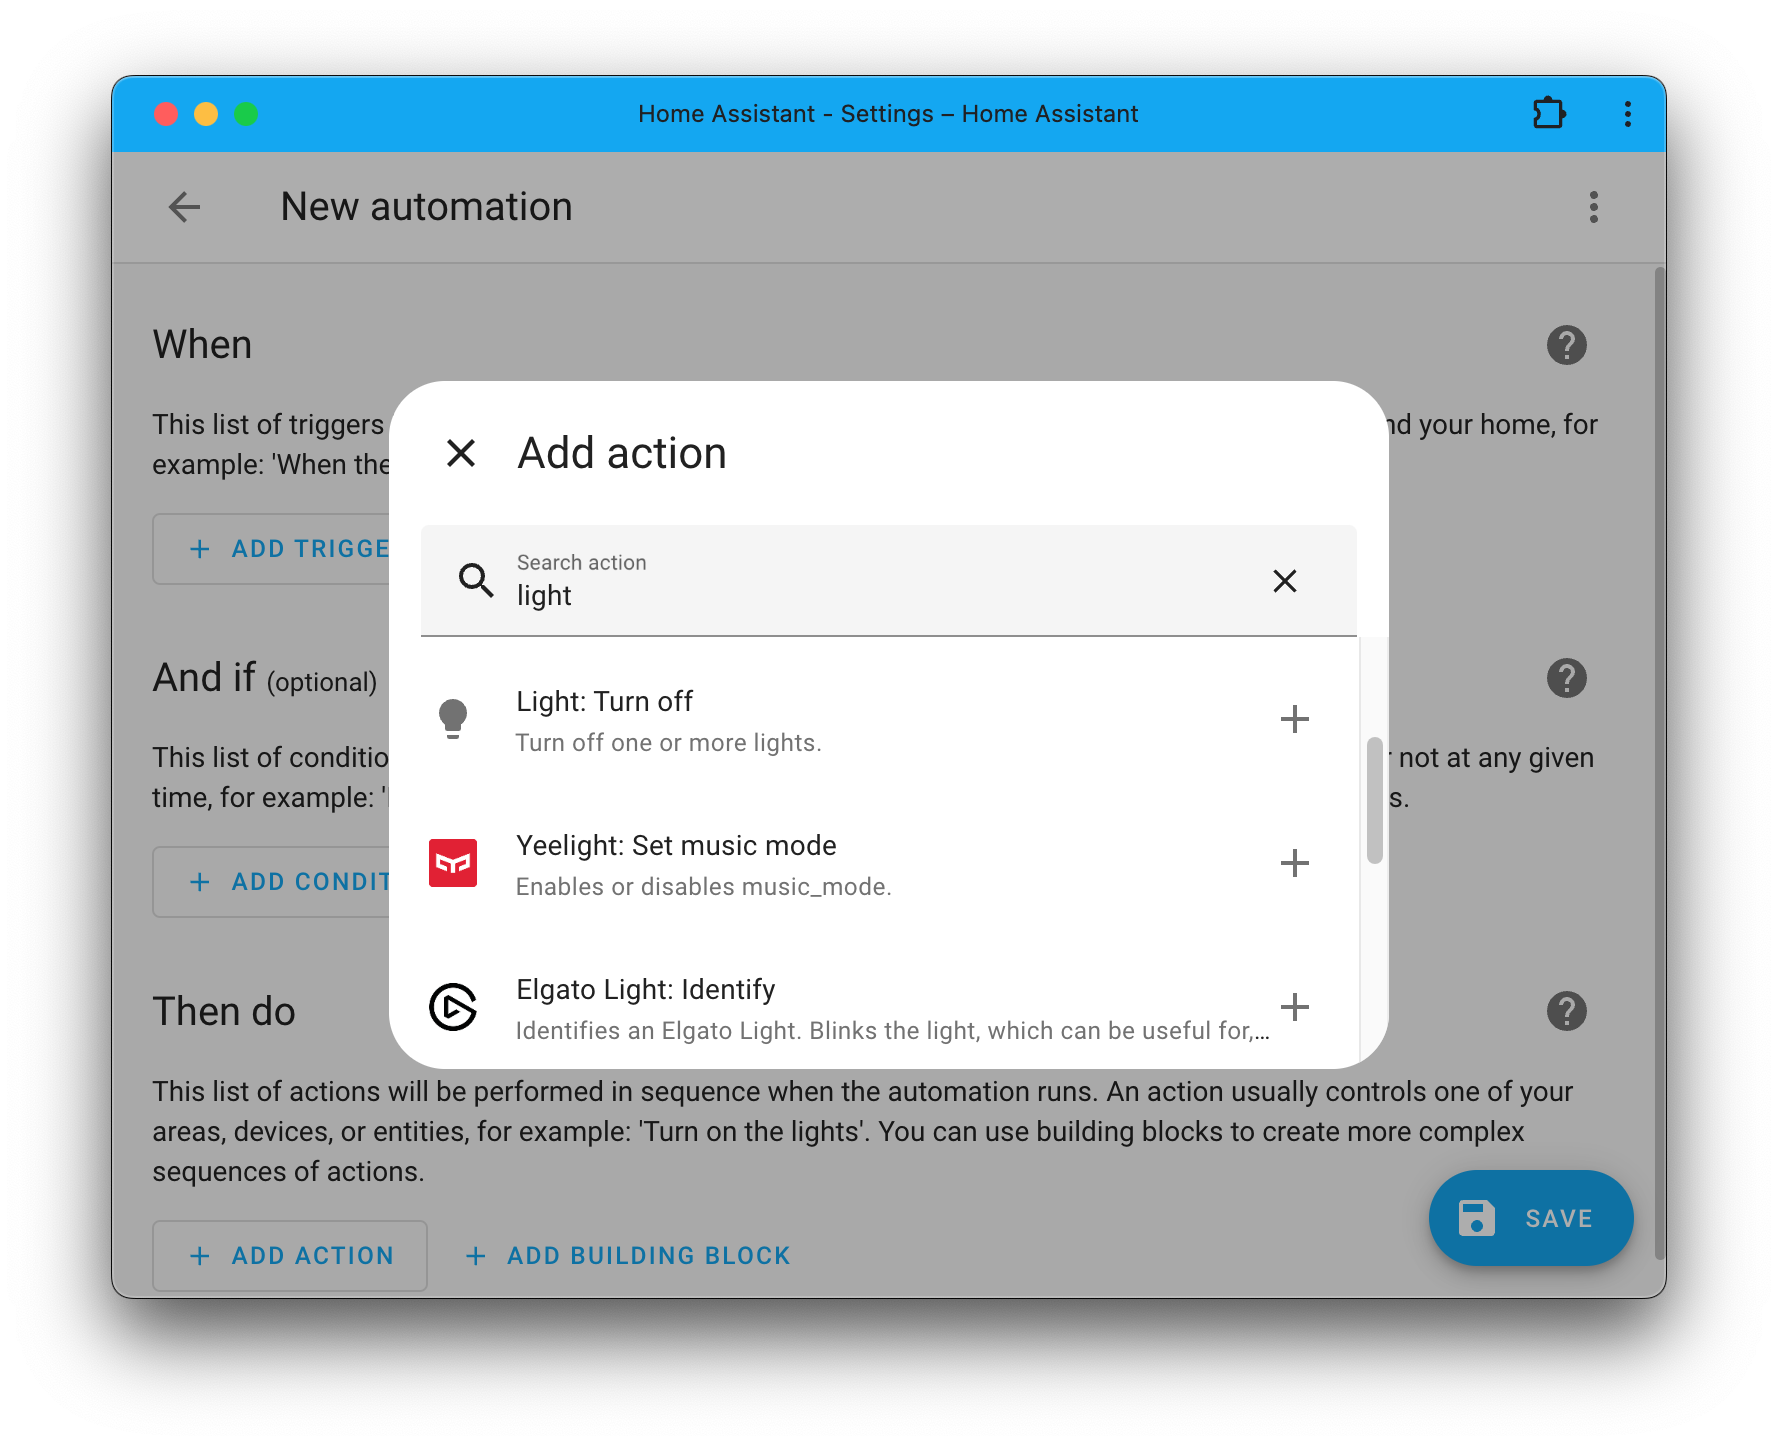 Home Assistant - Settings – Home Assistant
New automation
When
This list of triggers
nd your home, for
example: 'When the
ADD TRIGGE
Add action
Search action
light
And if (optional)
This list of conditio
not at any given
time, for example: '
s.
ADD CONDIT
Light: Turn off
Turn off one or more lights.
Yeelight: Set music mode
Enables or disables music_mode.
Elgato Light: Identify
Identifies an Elgato Light. Blinks the light, which can be useful for,...
Then do
This list of actions will be performed in sequence when the automation runs. An action usually controls one of your
areas, devices, or entities, for example: 'Turn on the lights'. You can use building blocks to create more complex
sequences of actions.
ADD ACTION
ADD BUILDING BLOCK
SAVE